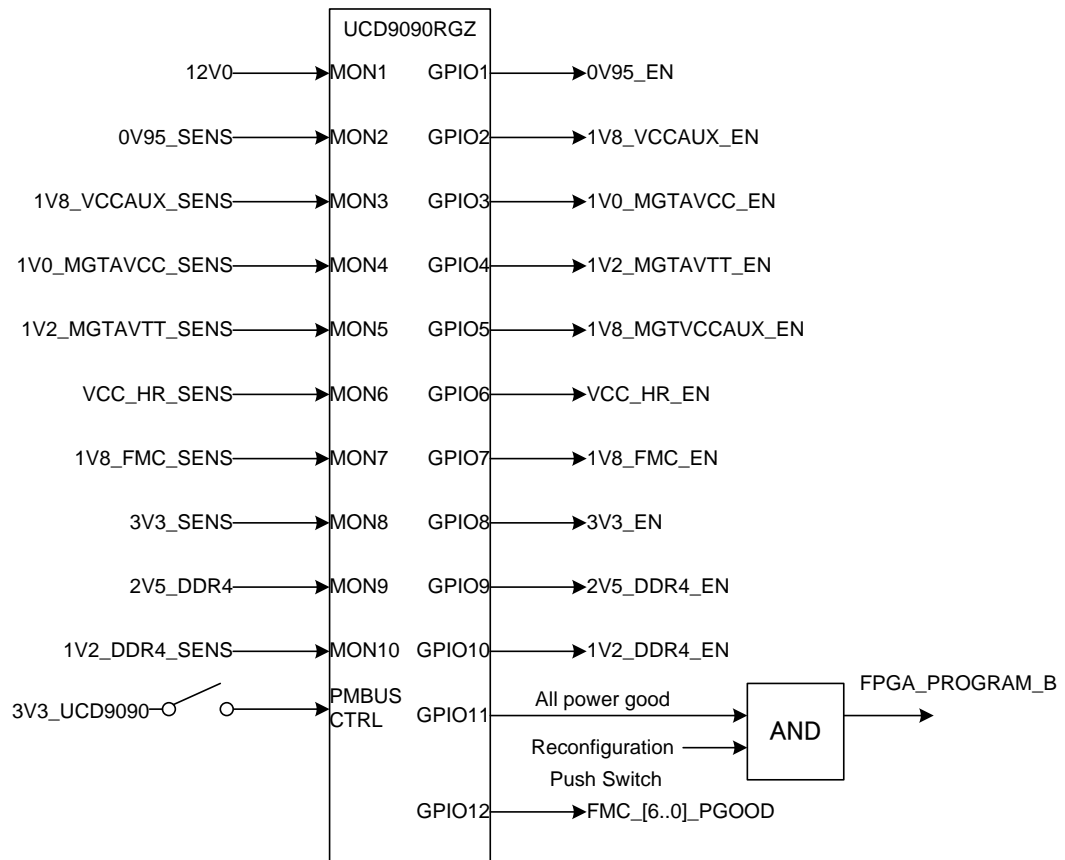 UCD9090RGZ
12V0 MON1 GPIO1 0V95_EN
0V95_SENS MON2 GPIO2 1V8_VCCAUX_EN
1V8_VCCAUX_SENS MON3 GPIO3 1V0_MGTAVCC_EN
1V0_MGTAVCC_SENS MON4 GPIO4 1V2_MGTAVTT_EN
1V2_MGTAVTT_SENS MON5 GPIO5 1V8_MGTVCCAUX_EN
VCC_HR_SENS MON6 GPIO6 VCC_HR_EN
1V8_FMC_SENS MON7 GPIO7 1V8_FMC_EN
3V3_SENS MON8 GPIO8 3V3_EN
2V5_DDR4 MON9 GPIO9 2V5_DDR4_EN
1V2_DDR4_SENS MON10 GPIO10 1V2_DDR4_EN
3V3_UCD9090 PMBUS
CTRL
GPIO11 All power good
Reconfiguration
Push Switch
AND
FPGA_PROGRAM_B
GPIO12 FMC_[6..0]_PGOOD